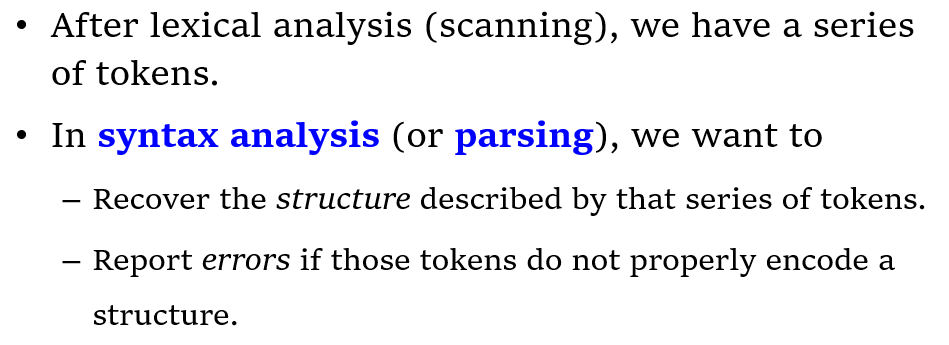 • After lexical analysis (scanning), we have a series
of tokens.
• In syntax analysis (or parsing), we want to
– Recover the structure described by that series of tokens.
– Report errors if those tokens do not properly encode a
structure.